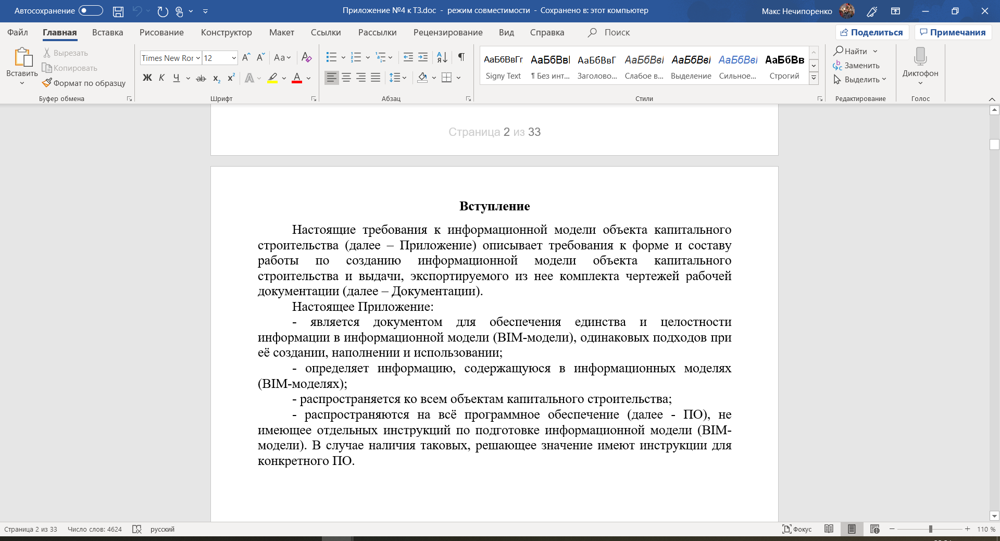 Автосохранение
Приложение №4 к ТЗ.doc - режим совместимости - Сохранено в: этот компьютер
Макс Нечипоренко
Файл Главная Вставка Рисование Конструктор Макет Ссылки Рассылки Рецензирование Вид Справка Поиск
Поделиться Примечания
Вставить
Вырезать
Копировать
Формат по образцу
Буфер обмена
Times New Ror 12
Aa
Ж К Ч ab x₂ x²
Шрифт
Абзац
АаБбВвГг АаБбВвІ АаБбВвГ АаБбВвІ АаБбВвІ АаБбВвІ АаБбВв
Signy Text ¶ Без инт... Заголово... Слабое в... Выделение Сильное... Строгий
Стили
Найти
Заменить
Выделить
Редактирование
Диктофон
Голос
Страница 2 из 33
Вступление
Настоящие требования к информационной модели объекта капитального
строительства (далее – Приложение) описывает требования к форме и составу
работы по созданию информационной модели объекта капитального
строительства и выдачи, экспортируемого из нее комплекта чертежей рабочей
документации (далее – Документации).
Настоящее Приложение:
- является документом для обеспечения единства и целостности
информации в информационной модели (BIM-модели), одинаковых подходов при
её создании, наполнении и использовании;
- определяет информацию, содержащуюся в информационных моделях
(BIM-моделях);
- распространяется ко всем объектам капитального строительства;
- распространяются на всё программное обеспечение (далее - ПО), не
имеющее отдельных инструкций по подготовке информационной модели (BIM-
модели). В случае наличия таковых, решающее значение имеют инструкции для
конкретного ПО.
Страница 2 из 33 Число слов: 4624 русский
Фокус 110 %